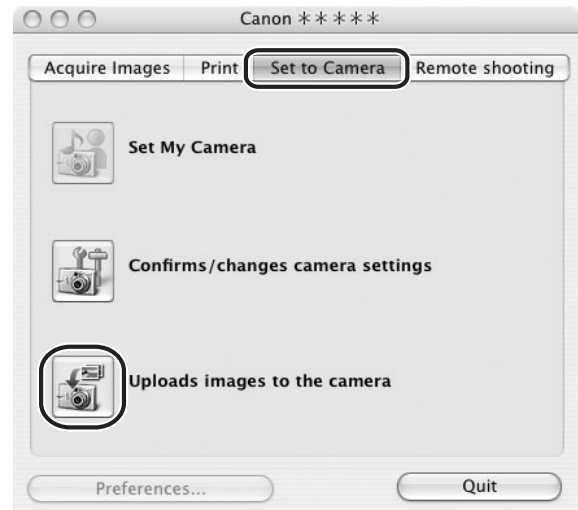 Canon ∗∗∗∗∗
Acquire Images Print Set to Camera Remote shooting
Set My Camera
Confirms/changes camera settings
Uploads images to the camera
Preferences... Quit